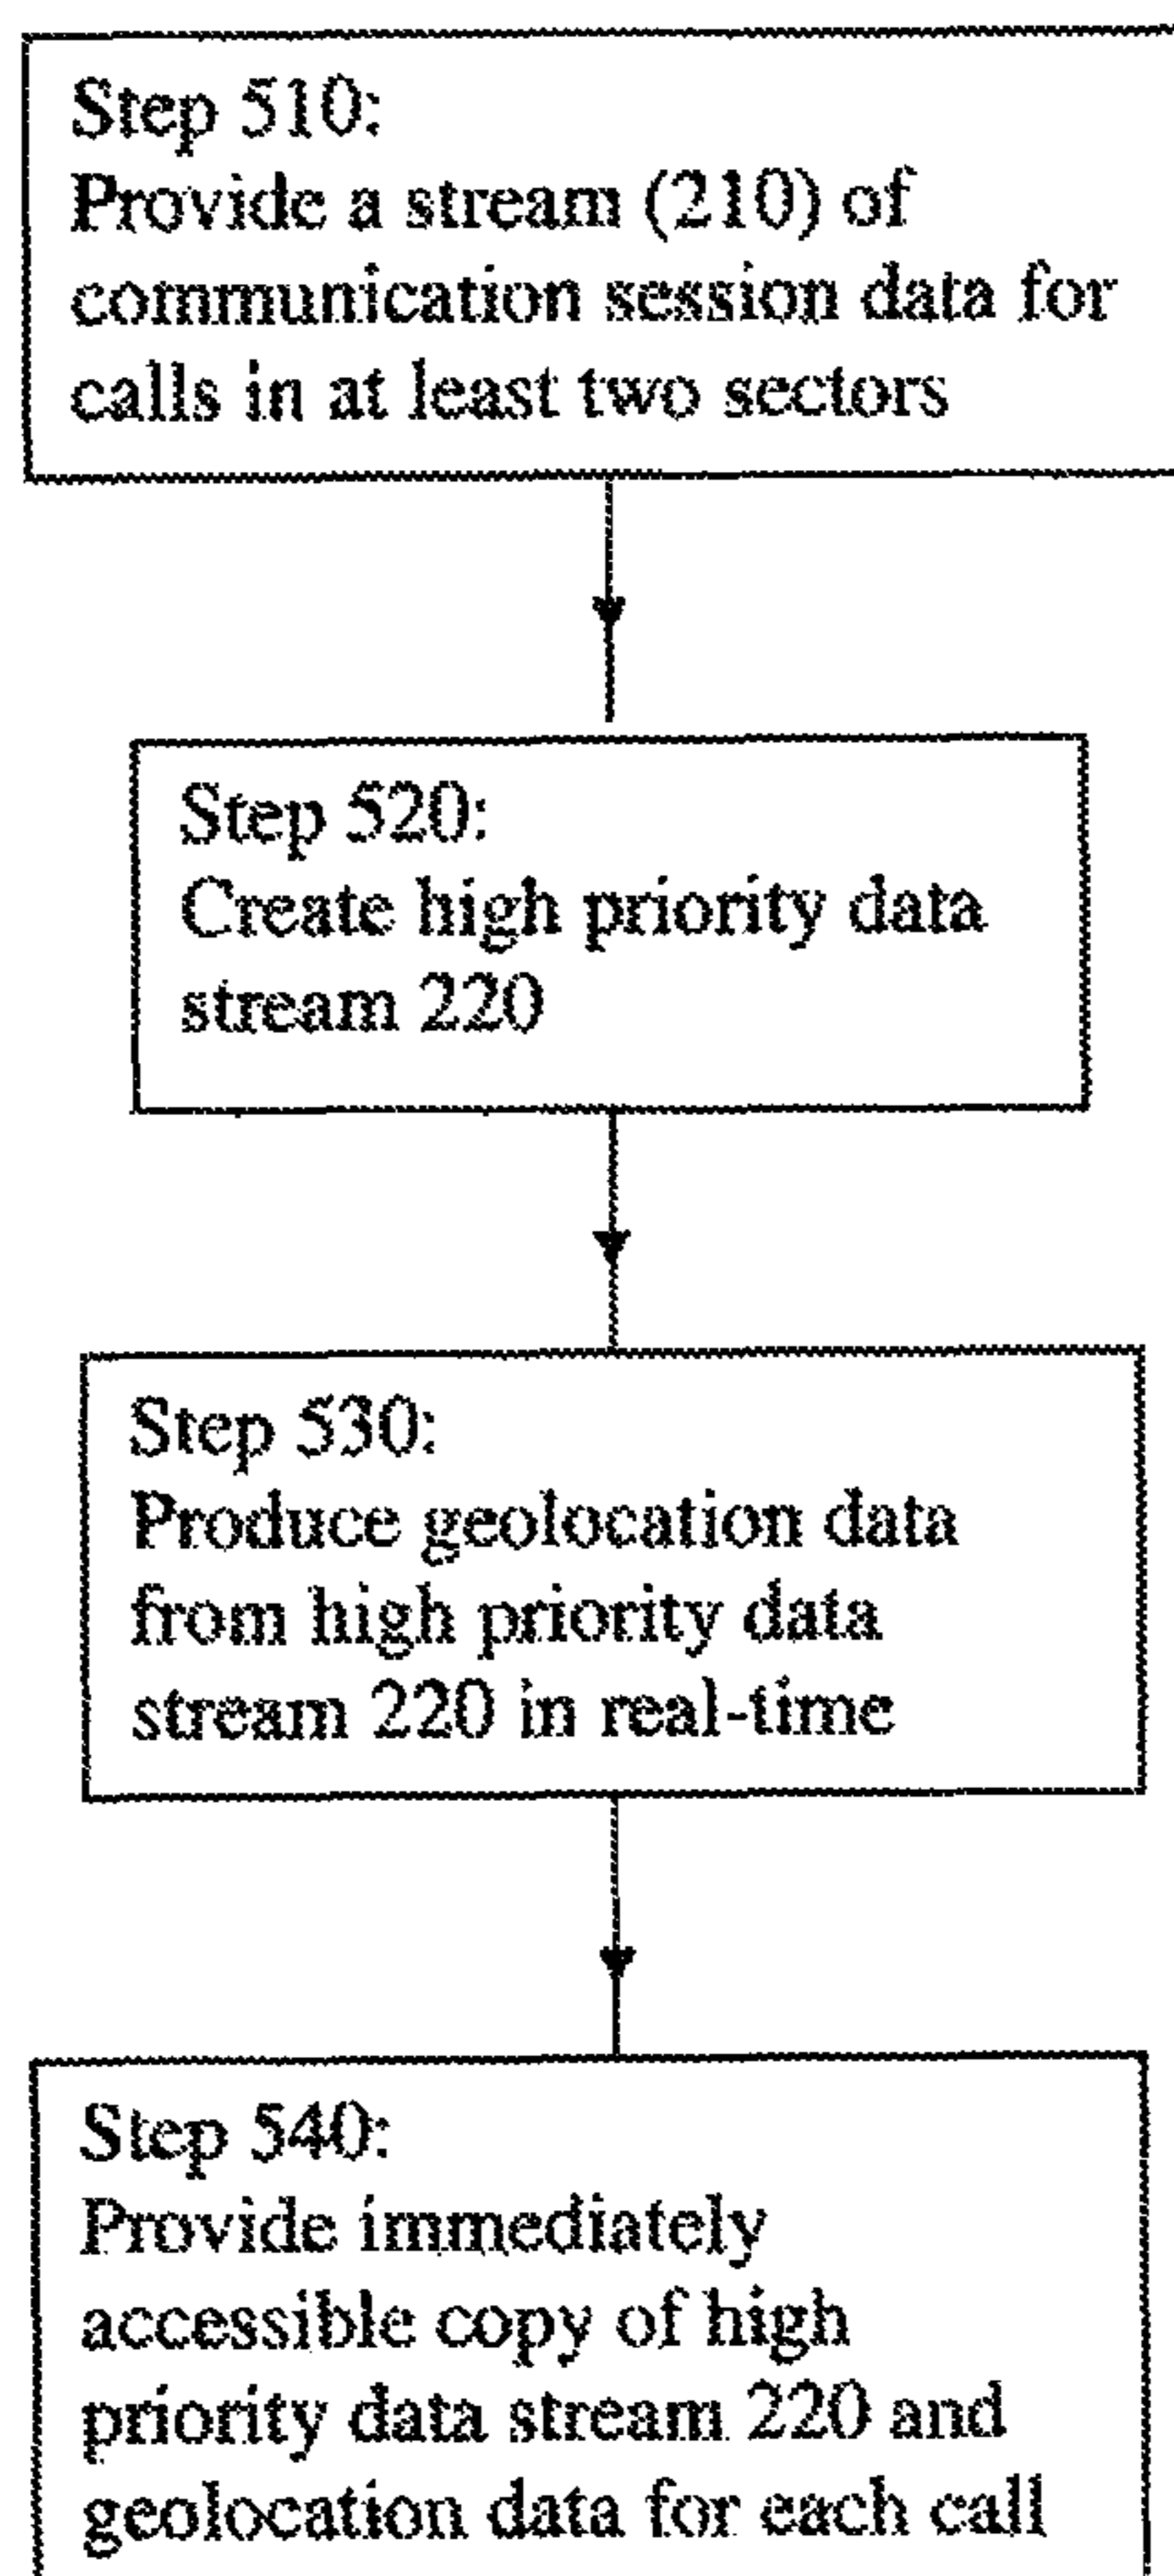 Step 510:
Provide a stream (210) of
communication session data for
calls in at least two sectors
Step 520:
Create high priority data
stream 220
Step 530:
Produce geolocation data
from high priority data
stream 220 in real-time
Step 540:
Provide immediately
accessible copy of high
priority data stream 220 and
geolocation data for each call